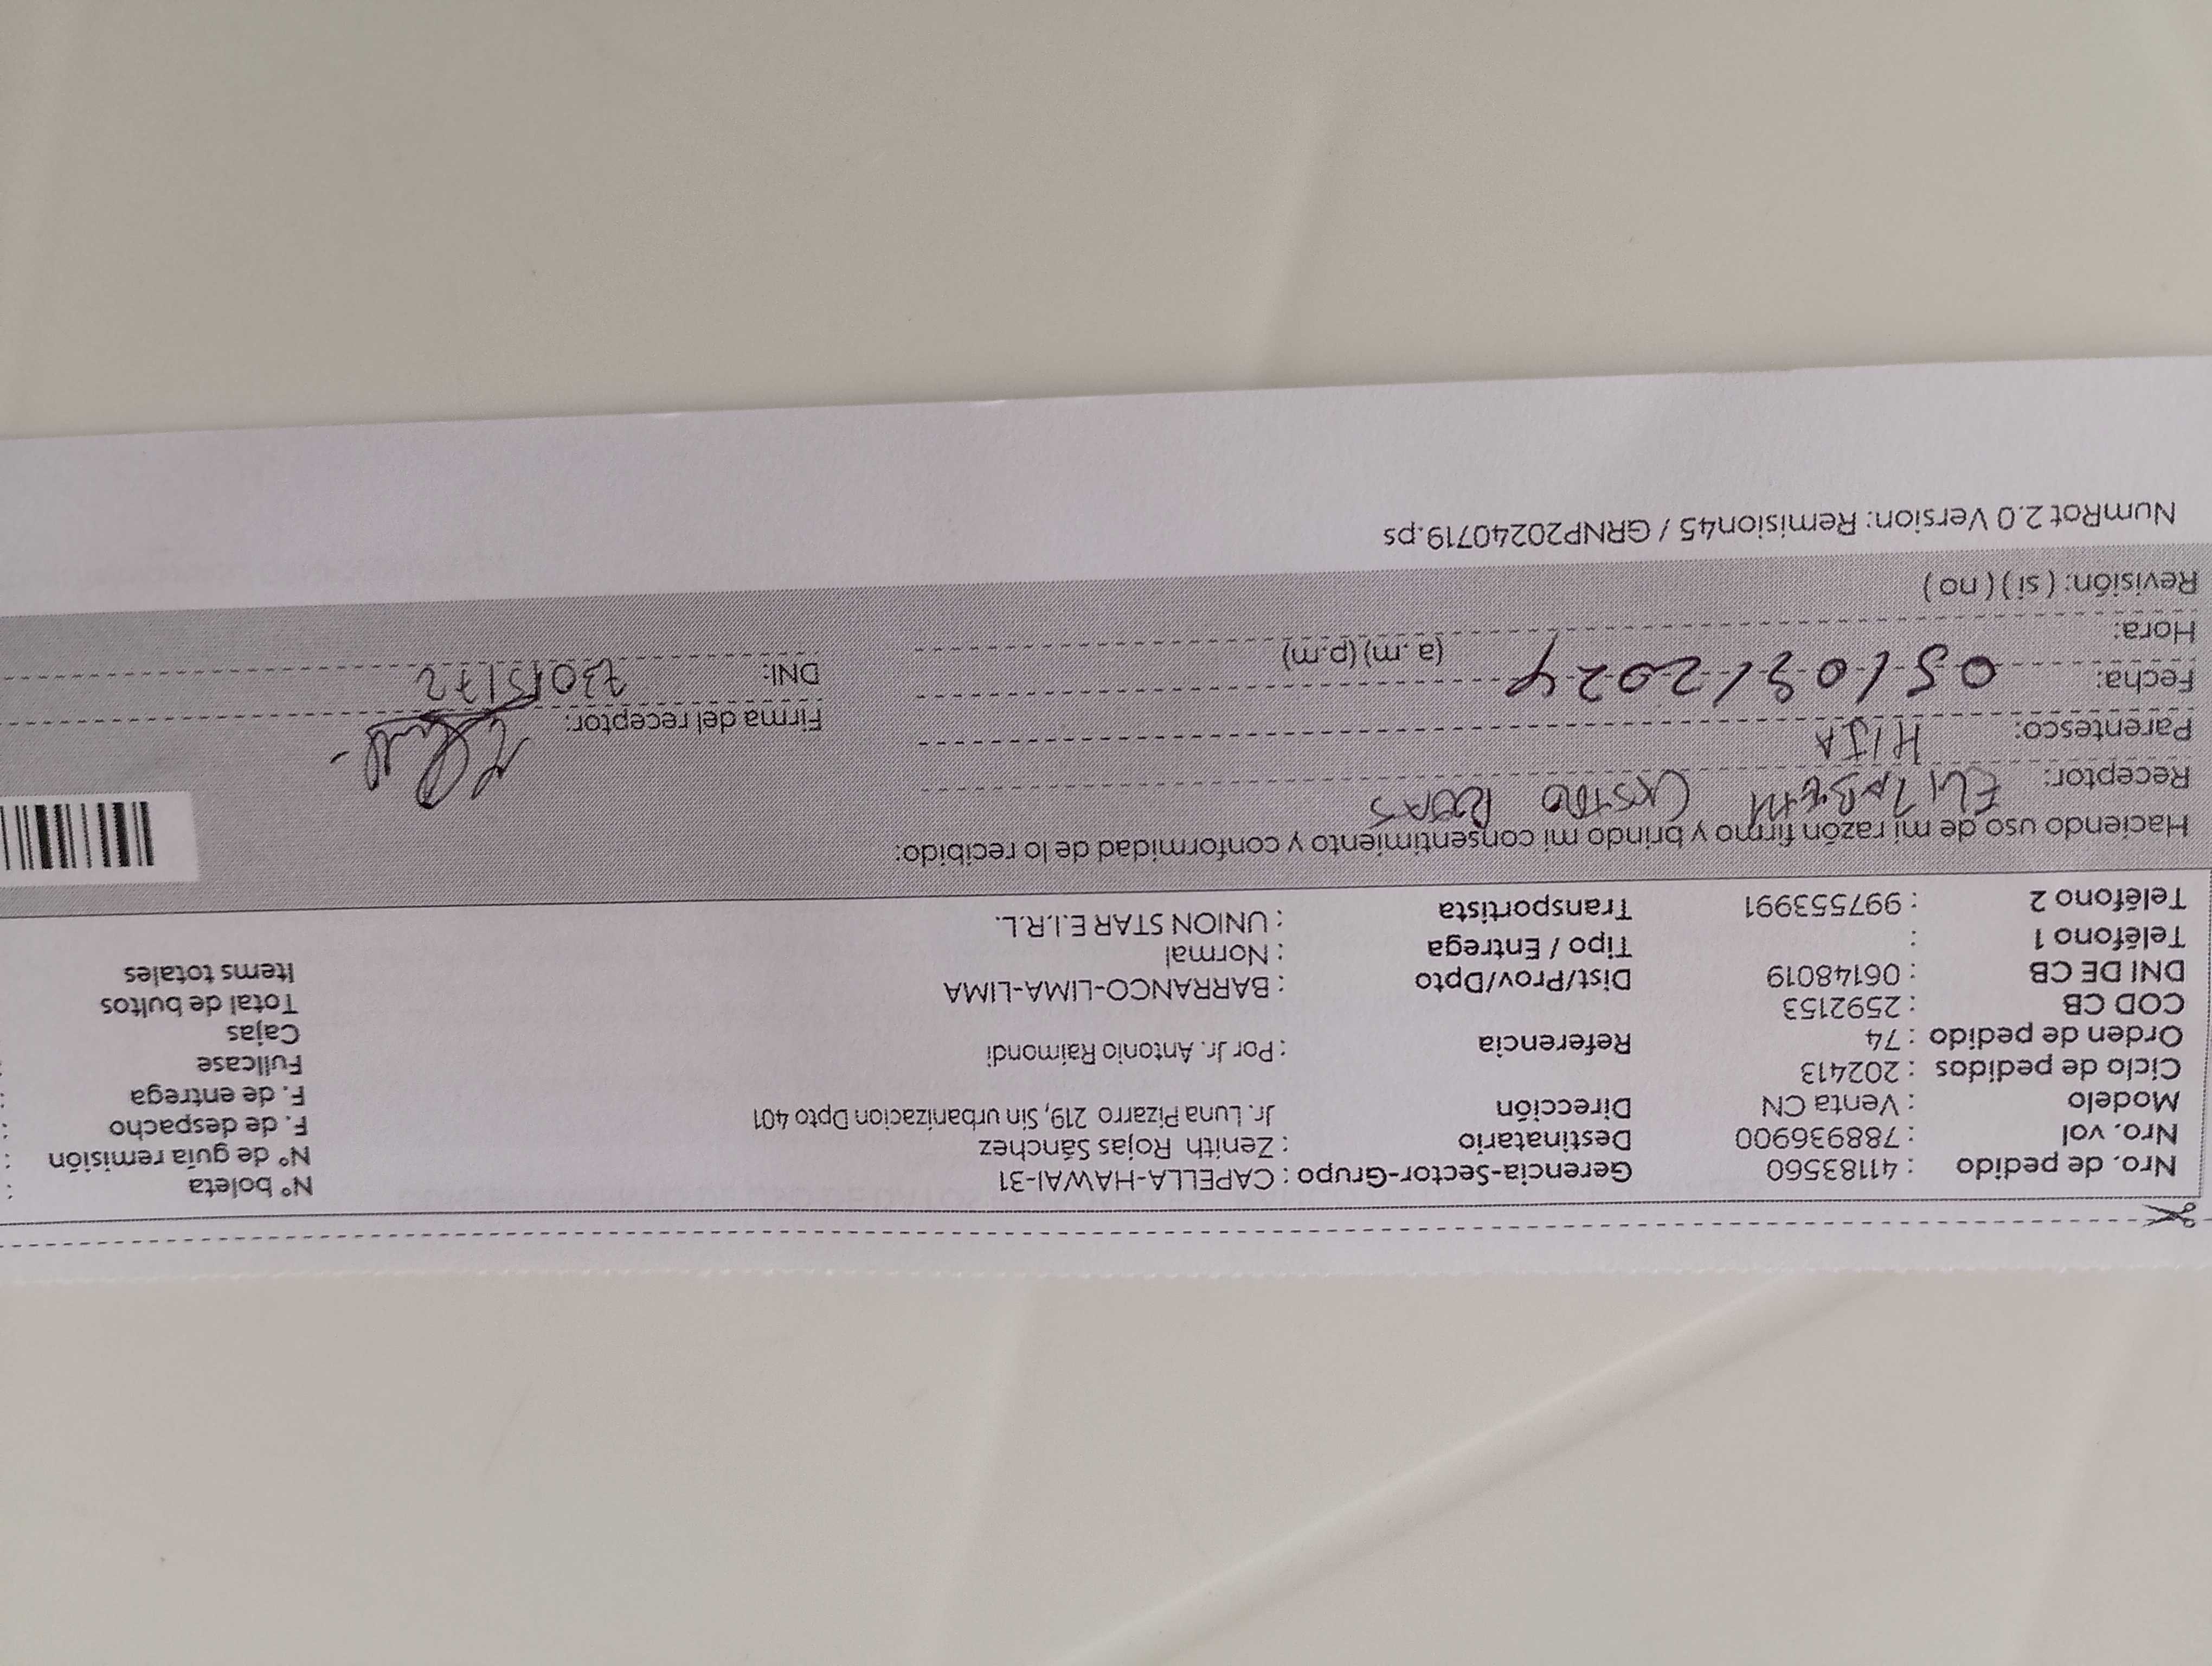 Nro. de pedido : 41183560 Gerencia-Sector-Grupo : CAPELLA-HAWAI-31 N° boleta :
Nro. vol : 788936900 Destinatario : Zenith Rojas Sánchez N° de guía remisión :
Modelo : Venta CN Dirección Jr. Luna Pizarro 219, Sin urbanizacion Dpto 401 F. de despacho :
Ciclo de pedidos : 202413 F. de entrega :
Orden de pedido : 74 Referencia : Por Jr. Antonio Raimondi Fullcase
COD CB : 2592153 Cajas
DNI DE CB : 06148019 Dist/Prov/Dpto : BARRANCO-LIMA-LIMA Total de bultos
Teléfono 1 : Tipo / Entrega : Normal Items totales
Teléfono 2 : 997553991 Transportista : UNION STAR E.I.R.L.
Haciendo uso de mi razón firmo y brindo mi consentimiento y conformidad de lo recibido:
Receptor: ELIZABETH CASTRO ROJAS
Parentesco: HIJA Firma del receptor:
Fecha: 05/08/2024 DNI: 73015172
Hora: (a.m) (p.m)
Revisión: ( si ) ( no )
NumRot 2.0 Version: Remision45 / GRNP20240719.ps